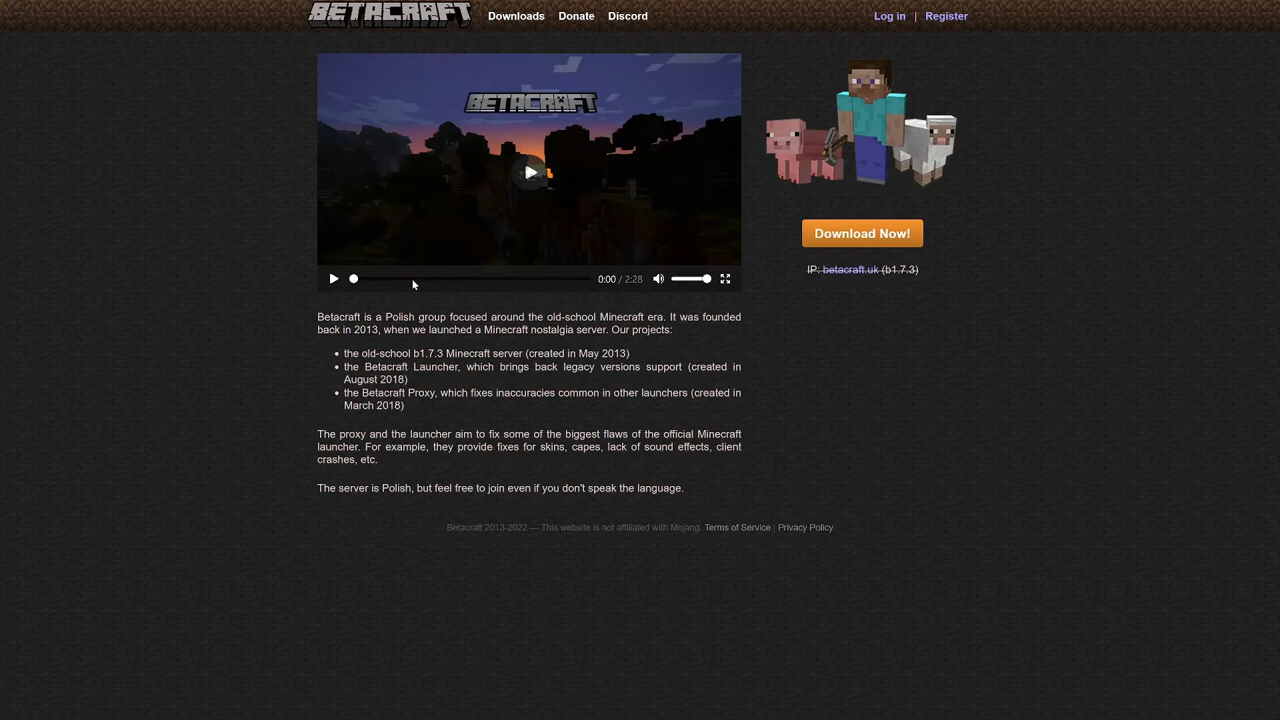 BETACRAFT Downloads Donate Discord Log in | Register
BETACRAFT
0:00 / 2:28
Download Now!
IP: betacraft.uk (b1.7.3)
Betacraft is a Polish group focused around the old-school Minecraft era. It was founded
back in 2013, when we launched a Minecraft nostalgia server. Our projects:
• the old-school b1.7.3 Minecraft server (created in May 2013)
• the Betacraft Launcher, which brings back legacy versions support (created in
August 2018)
• the Betacraft Proxy, which fixes inaccuracies common in other launchers (created in
March 2018)
The proxy and the launcher aim to fix some of the biggest flaws of the official Minecraft
launcher. For example, they provide fixes for skins, capes, lack of sound effects, client
crashes, etc.
The server is Polish, but feel free to join even if you don't speak the language.
Betacraft 2013-2022 — This website is not affiliated with Mojang. Terms of Service | Privacy Policy